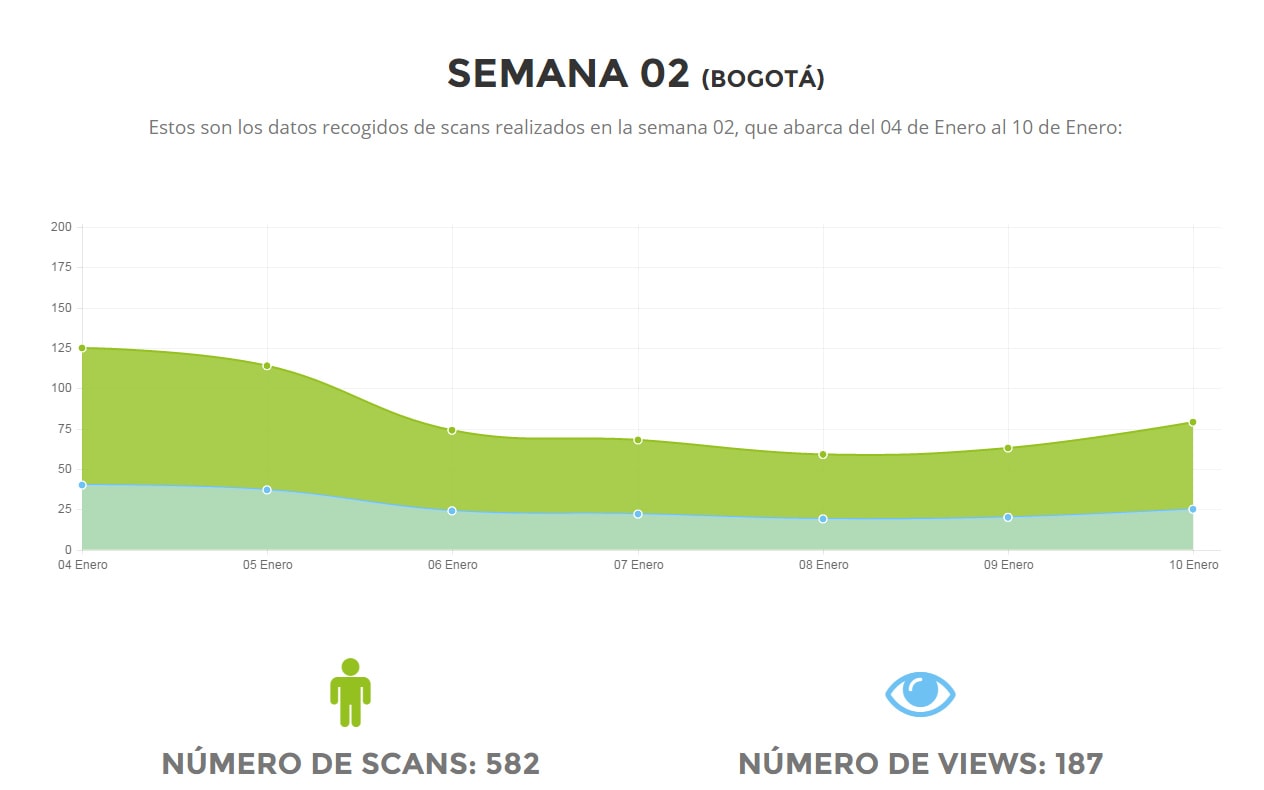 SEMANA 02 (BOGOTÁ)
Estos son los datos recogidos de scans realizados en la semana 02, que abarca del 04 de Enero al 10 de Enero:
200
175
150
125
100
75
50
25
0
04 Enero 05 Enero 06 Enero 07 Enero 08 Enero 09 Enero 10 Enero
NÚMERO DE SCANS: 582 NÚMERO DE VIEWS: 187